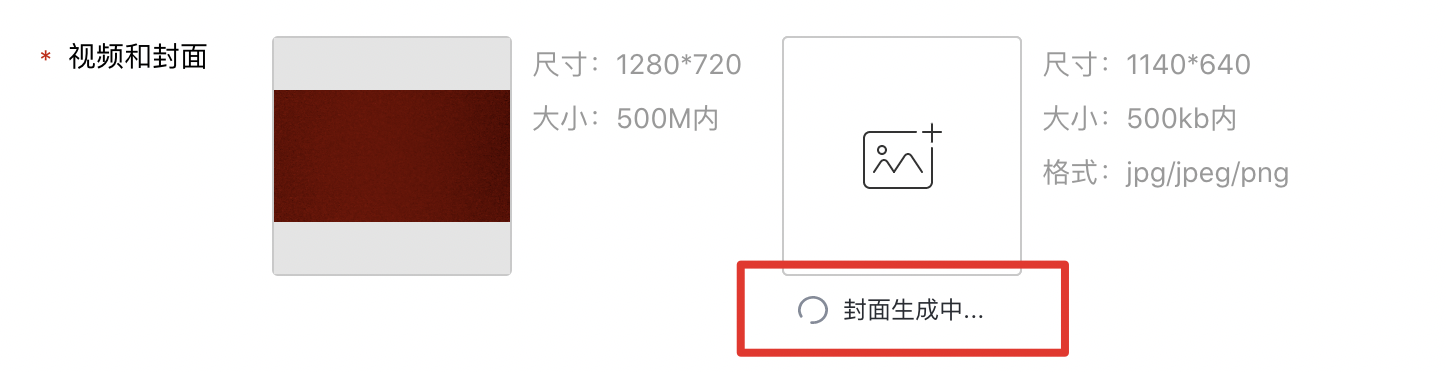 * 视频和封面
尺寸：1280*720
大小：500M内
尺寸：1140*640
大小：500kb内
格式：jpg/jpeg/png
封面生成中...